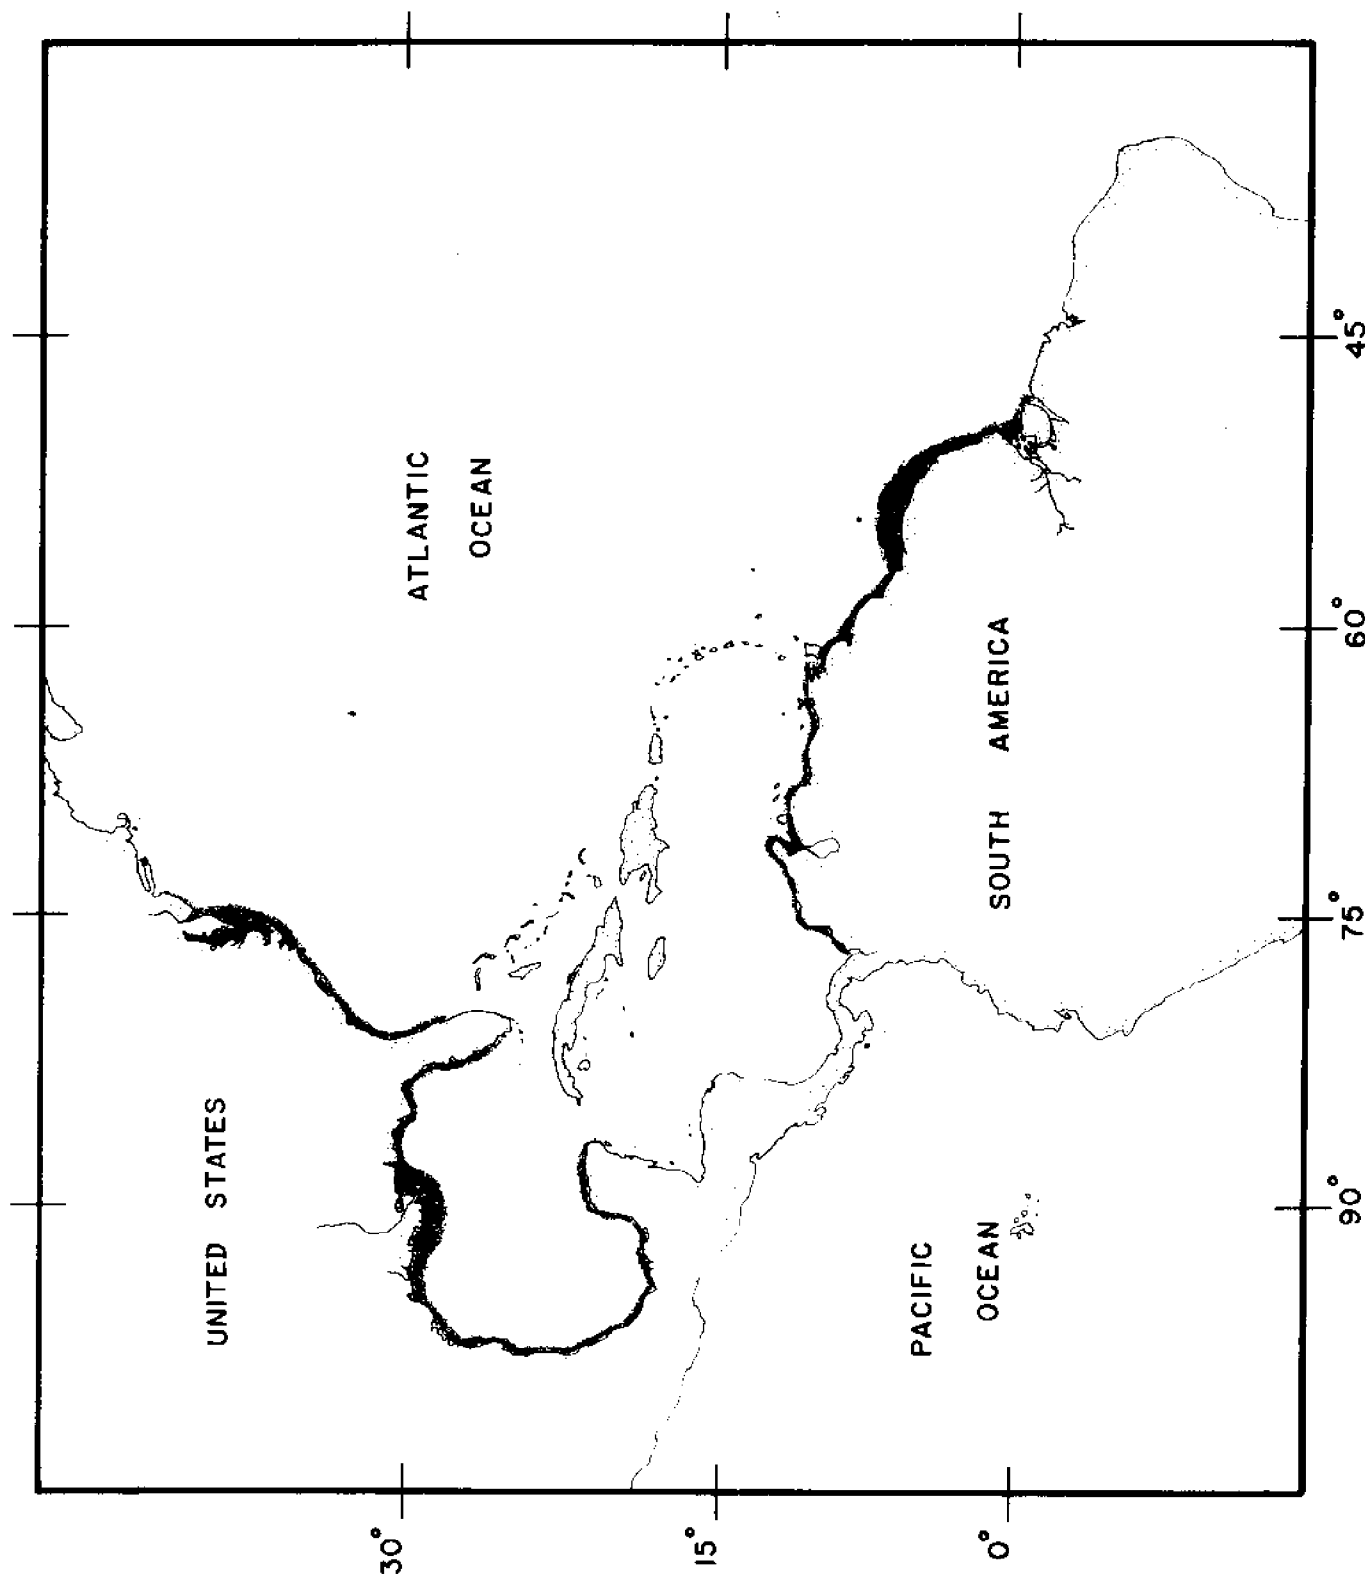 UNITED STATES
ATLANTIC
OCEAN
PACIFIC
OCEAN
SOUTH AMERICA
30°
15°
0°
90°
75°
60°
45°